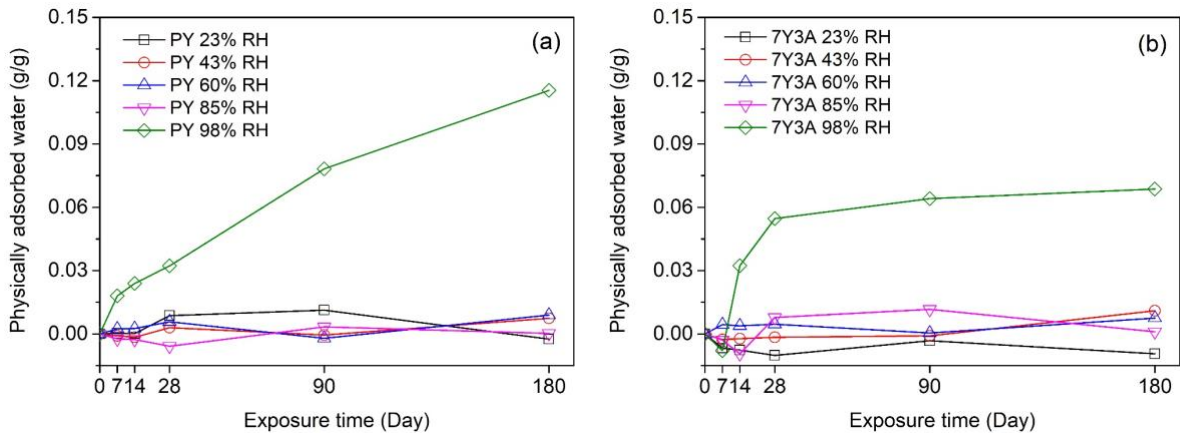 Physically adsorbed water (g/g)
0.15
0.12
0.09
0.06
0.03
0.00
PY 23% RH
PY 43% RH
PY 60% RH
PY 85% RH
PY 98% RH
(a)
0 7 14 28 90 180
Exposure time (Day)
Physically adsorbed water (g/g)
0.15
0.12
0.09
0.06
0.03
0.00
7Y3A 23% RH
7Y3A 43% RH
7Y3A 60% RH
7Y3A 85% RH
7Y3A 98% RH
(b)
0 7 14 28 90 180
Exposure time (Day)